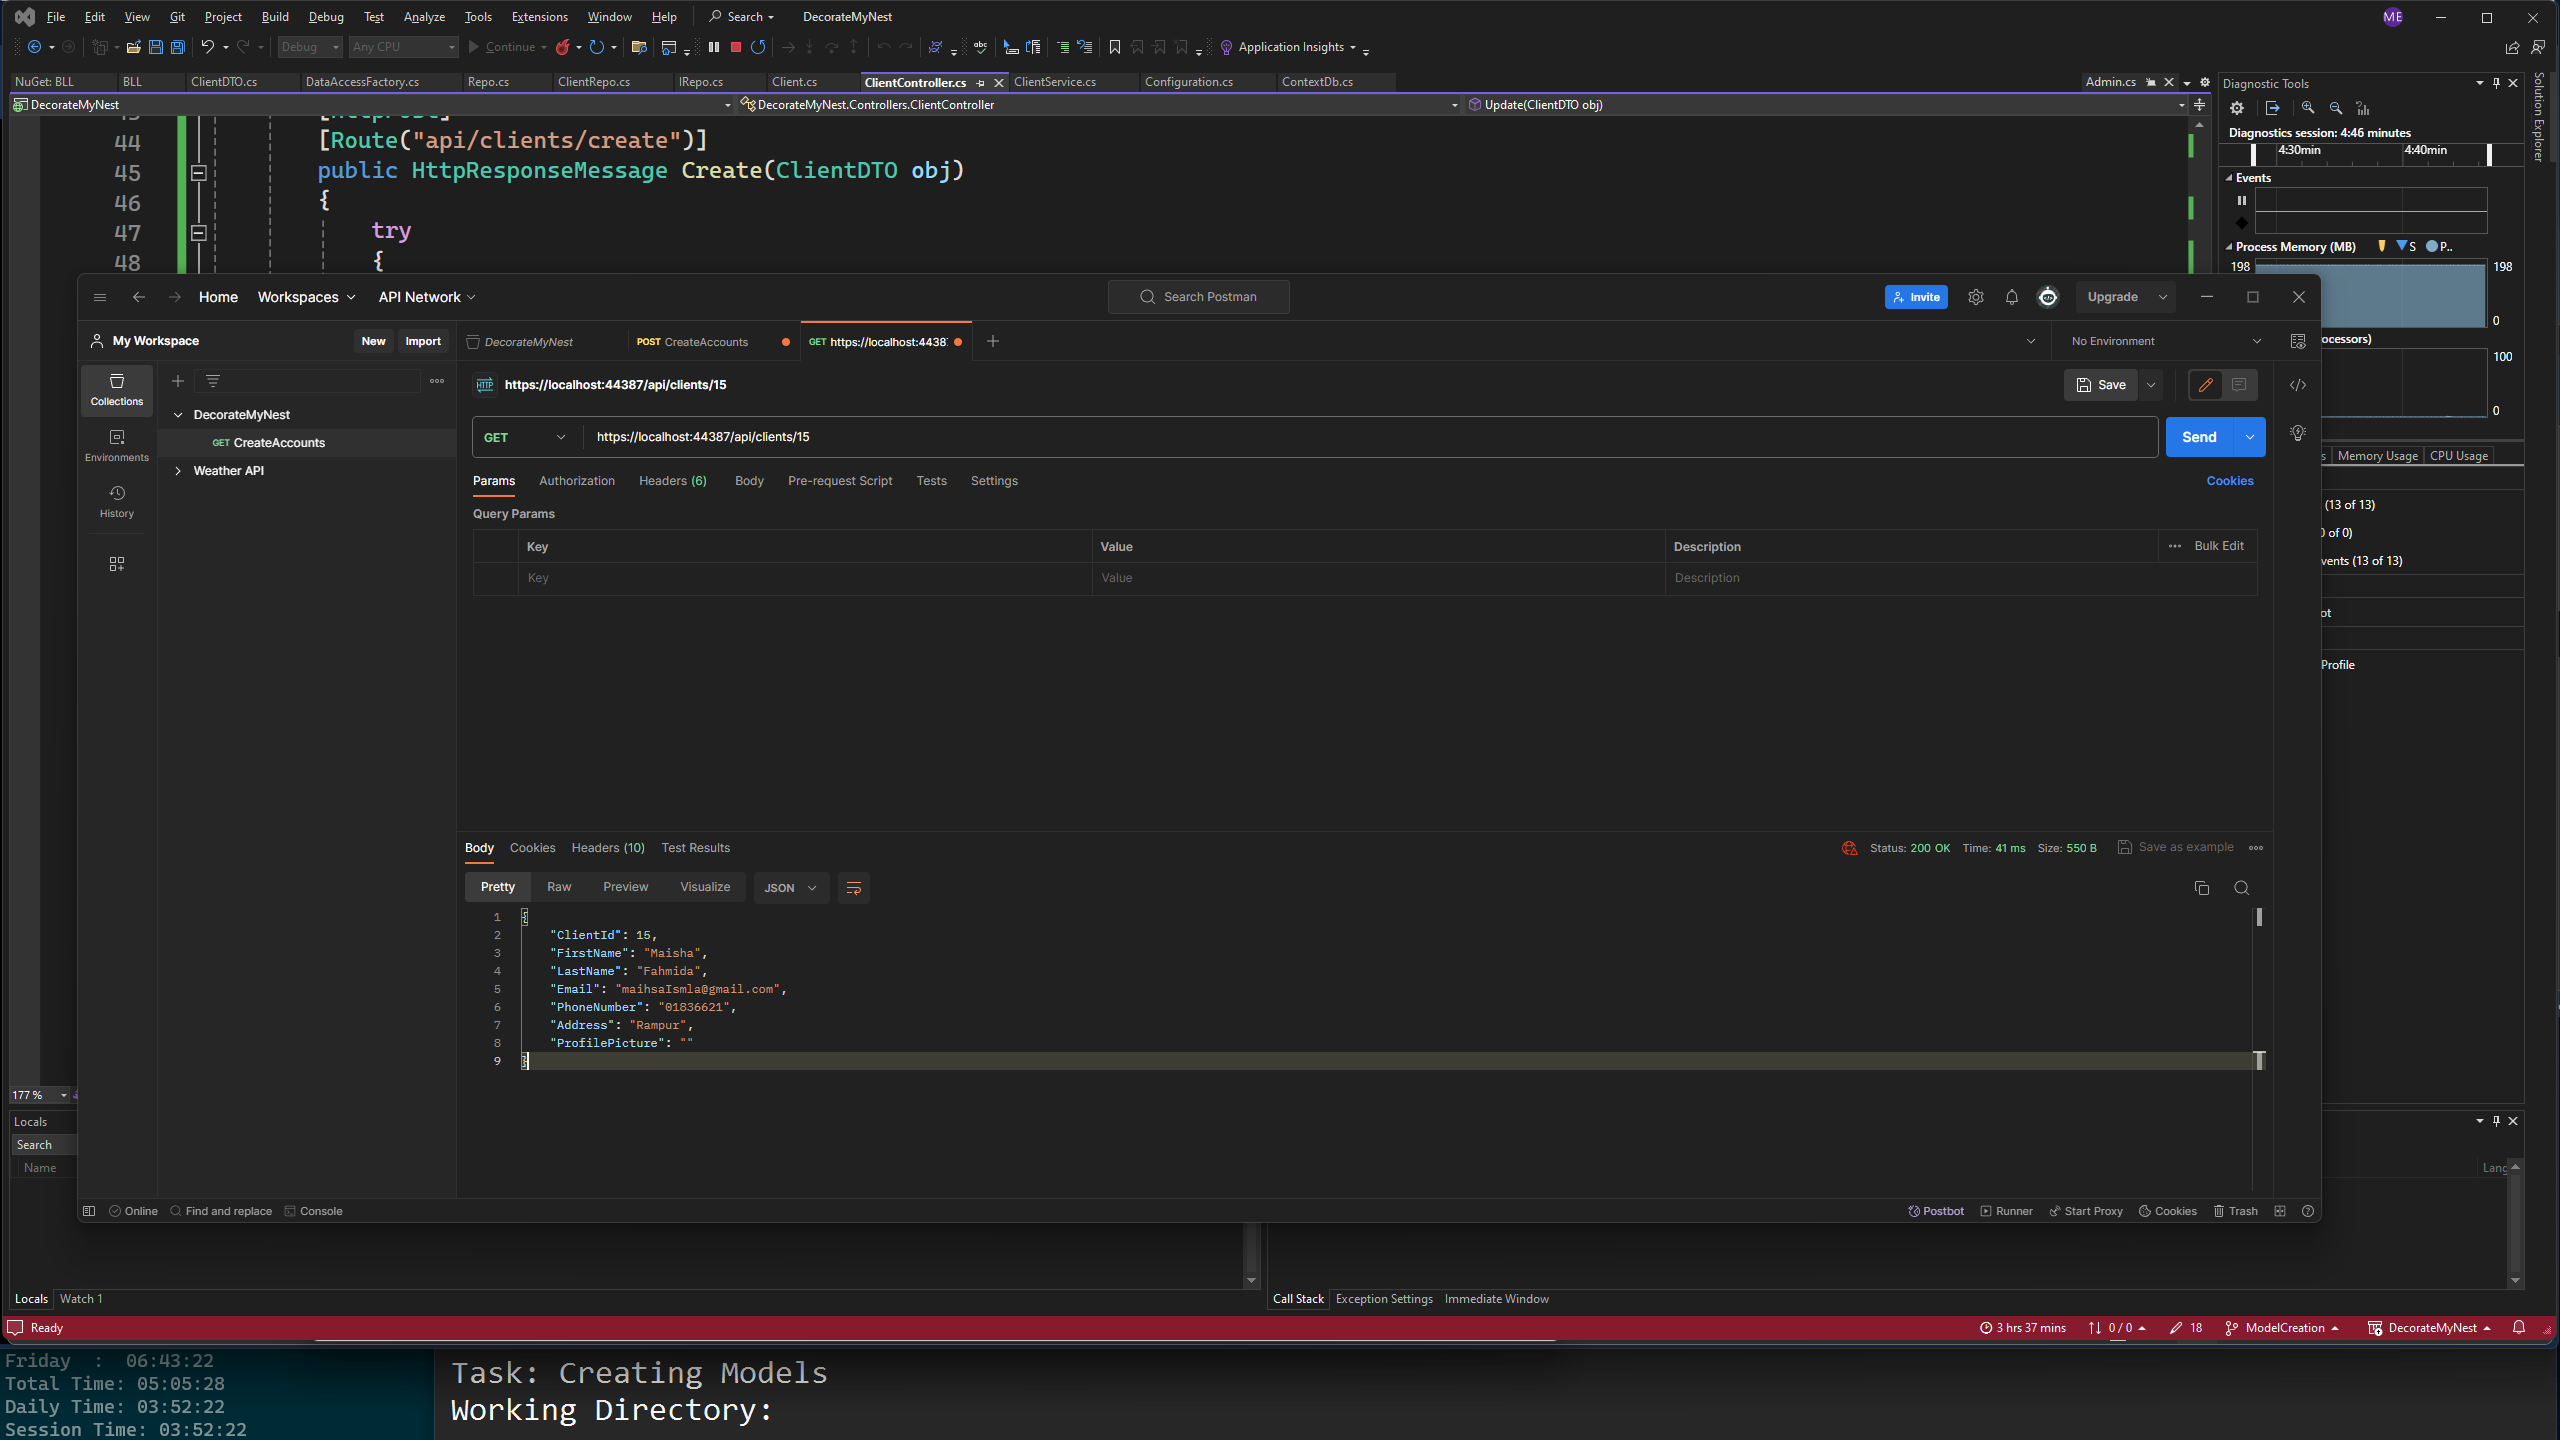 File Edit View Git Project Build Debug Test Analyze Tools Extensions Window Help Search DecorateMyNest ME
Debug Any CPU Continue Application Insights
NuGet: BLL BLL ClientDTO.cs DataAccessFactory.cs Repo.cs ClientRepo.cs IRepo.cs Client.cs ClientController.cs ClientService.cs Configuration.cs ContextDb.cs Admin.cs
DecorateMyNest DecorateMyNest.Controllers.ClientController Update(ClientDTO obj)
44 [Route("api/clients/create")]
45 public HttpResponseMessage Create(ClientDTO obj)
46 {
47 try
48 {
Diagnostic Tools
Solution Explorer
Diagnostics session: 4:46 minutes
4:30min 4:40min
Events
Process Memory (MB) S P..
198 198
0
ocessors)
100
0
Memory Usage CPU Usage
(13 of 13)
of 0)
vents (13 of 13)
ot
Profile
Home Workspaces API Network Search Postman Invite Upgrade
My Workspace New Import DecorateMyNest POST CreateAccounts GET https://localhost:4438 No Environment
Collections
Environments
History
DecorateMyNest
GET CreateAccounts
Weather API
HTTP https://localhost:44387/api/clients/15 Save
GET https://localhost:44387/api/clients/15 Send
Params Authorization Headers (6) Body Pre-request Script Tests Settings Cookies
Query Params
Key Value Description Bulk Edit
Key Value Description
Body Cookies Headers (10) Test Results Status: 200 OK Time: 41 ms Size: 550 B Save as example
Pretty Raw Preview Visualize JSON
1 {
2 "ClientId": 15,
3 "FirstName": "Maisha",
4 "LastName": "Fahmida",
5 "Email": "maihsaIsmla@gmail.com",
6 "PhoneNumber": "01836621",
7 "Address": "Rampur",
8 "ProfilePicture": ""
9 }
Online Find and replace Console Postbot Runner Start Proxy Cookies Trash
177 %
Locals
Search
Name
Lang
Locals Watch 1 Call Stack Exception Settings Immediate Window
Ready 3 hrs 37 mins 0 / 0 18 ModelCreation DecorateMyNest
Friday : 06:43:22
Total Time: 05:05:28
Daily Time: 03:52:22
Session Time: 03:52:22
Task: Creating Models
Working Directory: